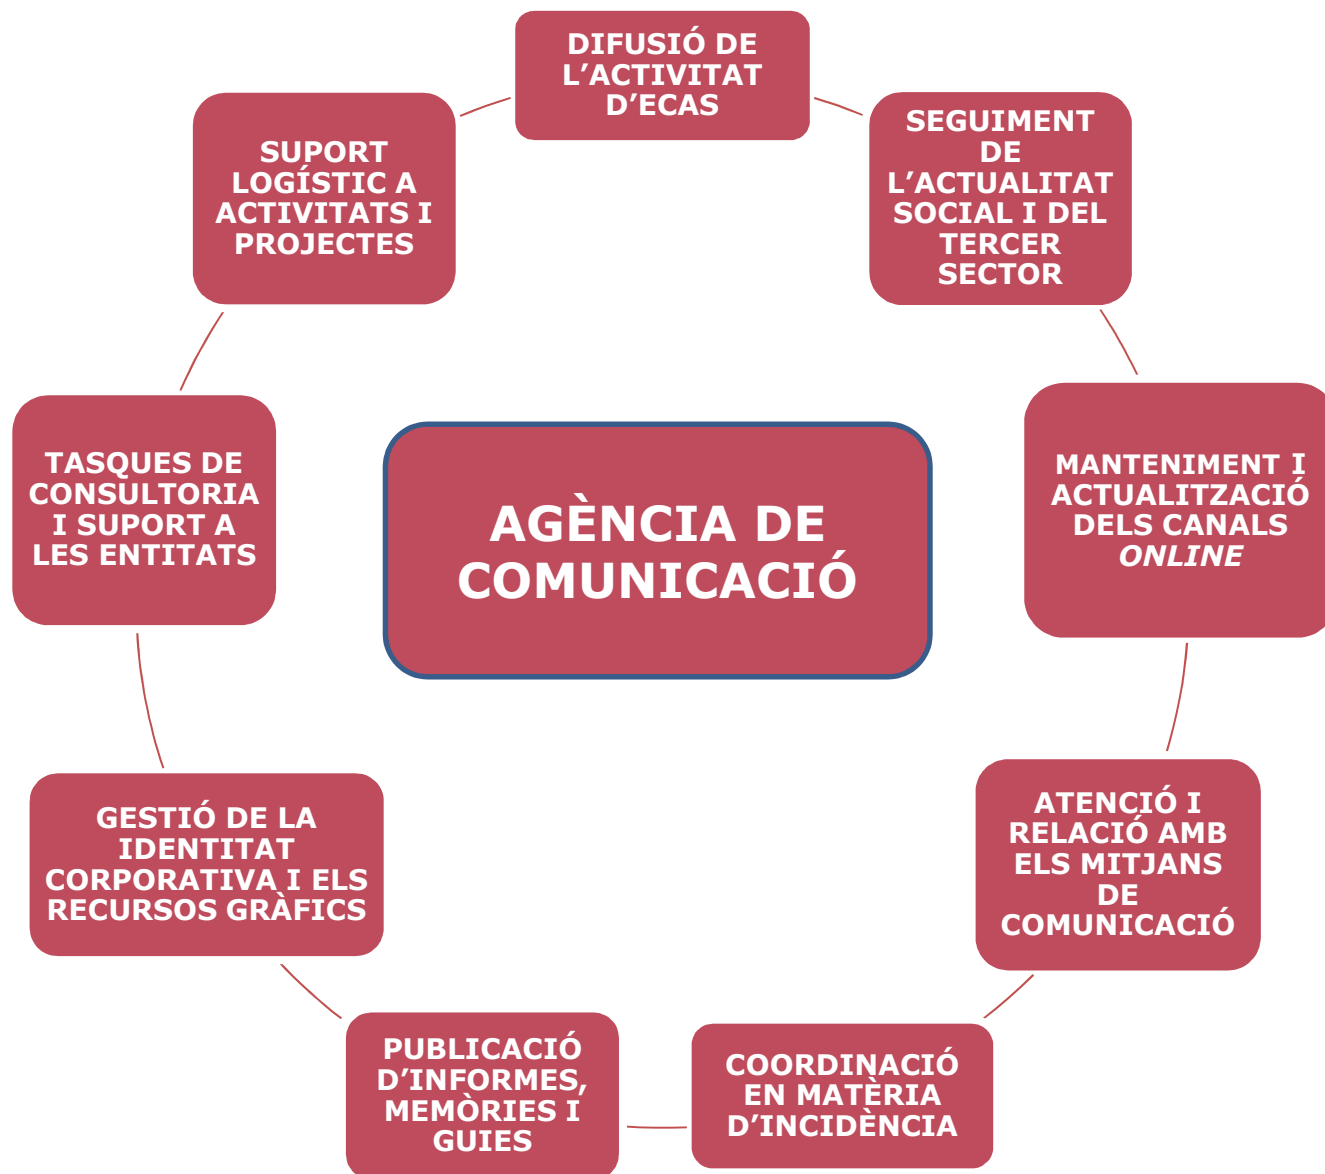 DIFUSIÓ DE
L’ACTIVITAT
D’ECAS
SEGUIMENT
DE
L’ACTUALITAT
SOCIAL I DEL
TERCER
SECTOR
MANTENIMENT I
ACTUALITZACIÓ
DELS CANALS
ONLINE
ATENCIÓ I
RELACIÓ AMB
ELS MITJANS
DE
COMUNICACIÓ
COORDINACIÓ
EN MATÈRIA
D’INCIDÈNCIA
PUBLICACIÓ
D’INFORMES,
MEMÒRIES I
GUIES
GESTIÓ DE LA
IDENTITAT
CORPORATIVA I ELS
RECURSOS GRÀFICS
TASQUES DE
CONSULTORIA
I SUPORT A
LES ENTITATS
SUPORT
LOGÍSTIC A
ACTIVITATS I
PROJECTES
AGÈNCIA DE
COMUNICACIÓ